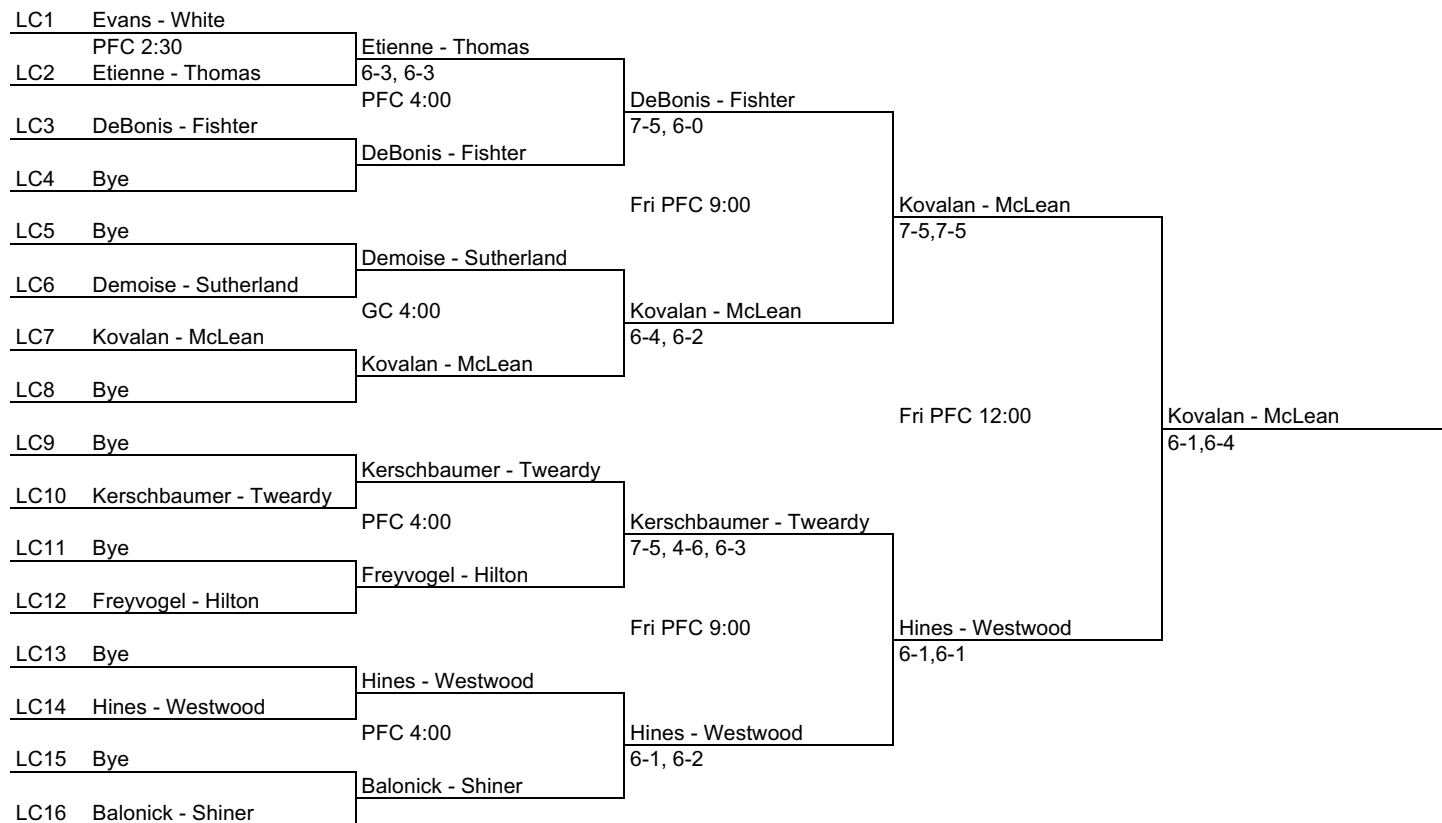 LC1 Evans - White
PFC 2:30 Etienne - Thomas
LC2 Etienne - Thomas 6-3, 6-3
PFC 4:00 DeBonis - Fishter
LC3 DeBonis - Fishter 7-5, 6-0
DeBonis - Fishter
LC4 Bye
Fri PFC 9:00 Kovalan - McLean
LC5 Bye 7-5,7-5
Demoise - Sutherland
LC6 Demoise - Sutherland
GC 4:00 Kovalan - McLean
LC7 Kovalan - McLean 6-4, 6-2
Kovalan - McLean
LC8 Bye
Fri PFC 12:00 Kovalan - McLean
LC9 Bye 6-1,6-4
Kerschbaumer - Tweardy
LC10 Kerschbaumer - Tweardy
PFC 4:00 Kerschbaumer - Tweardy
LC11 Bye 7-5, 4-6, 6-3
Freyvogel - Hilton
LC12 Freyvogel - Hilton
Fri PFC 9:00 Hines - Westwood
LC13 Bye 6-1,6-1
Hines - Westwood
LC14 Hines - Westwood
PFC 4:00 Hines - Westwood
LC15 Bye 6-1, 6-2
Balonick - Shiner
LC16 Balonick - Shiner